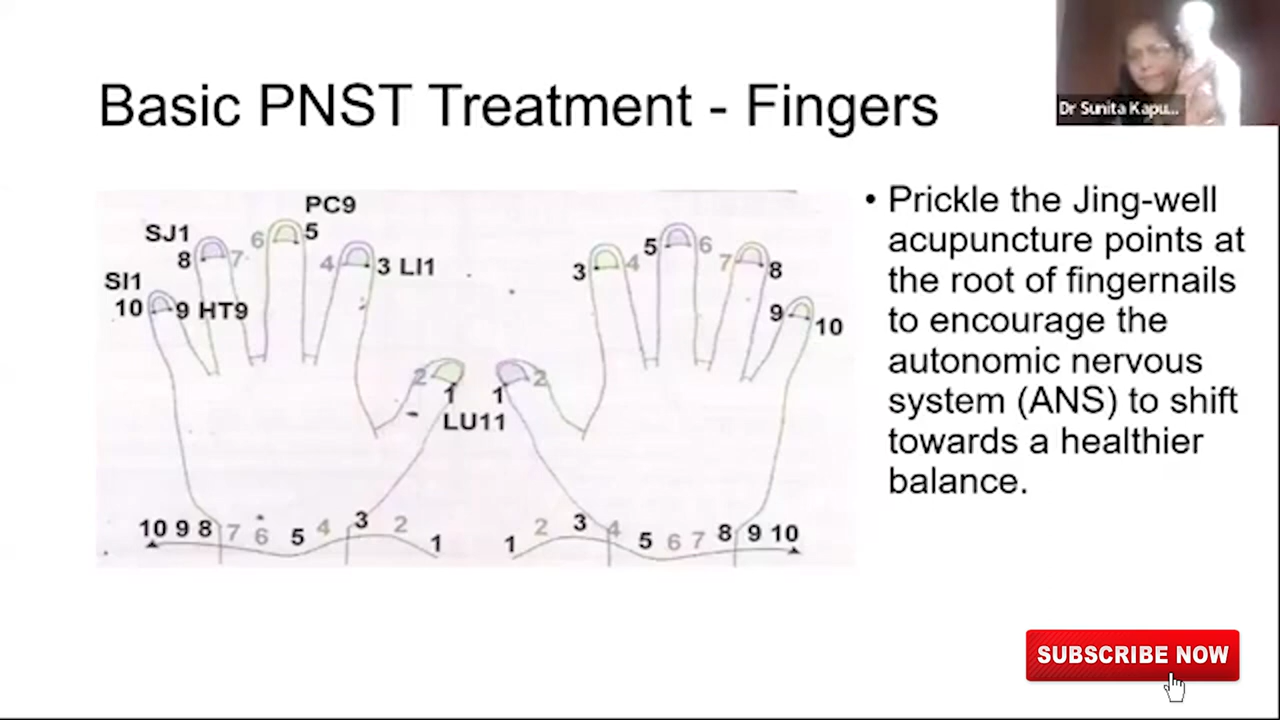 Basic PNST Treatment - Fingers
Dr Sunita Kapu...
PC9
SJ1
6
5
8
7
4
3 LI1
SI1
10
9 HT9
2
1
LU11
10 9 8 7 6 5 4 3 2 1
3
4
5
6
7
8
9
10
1
2
1 2 3 4 5 6 7 8 9 10
• Prickle the Jing-well
acupuncture points at
the root of fingernails
to encourage the
autonomic nervous
system (ANS) to shift
towards a healthier
balance.
SUBSCRIBE NOW